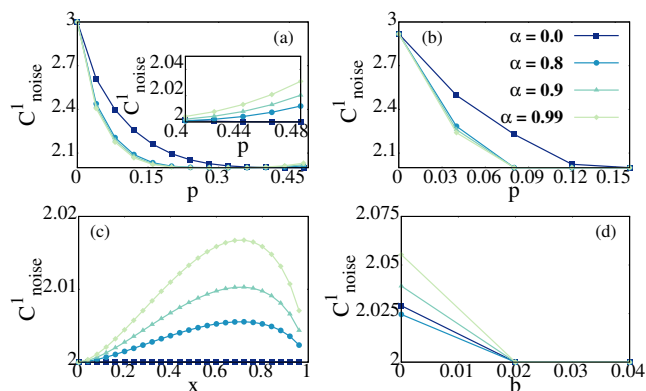 3
2.7
2.4
2.1
C¹noise
(a)
2.04
2.02
2
C¹noise
0.4
0.44
0.48
p
0 0.15 0.3 0.45
p
3
2.7
2.4
2.1
C¹noise
(b)
α = 0.0
α = 0.8
α = 0.9
α = 0.99
0 0.03 0.06 0.09 0.12 0.15
p
2.02
2.01
2
C¹noise
(c)
0 0.2 0.4 0.6 0.8 1
x
2.075
2.05
2.025
2
C¹noise
(d)
0 0.01 0.02 0.03 0.04
b